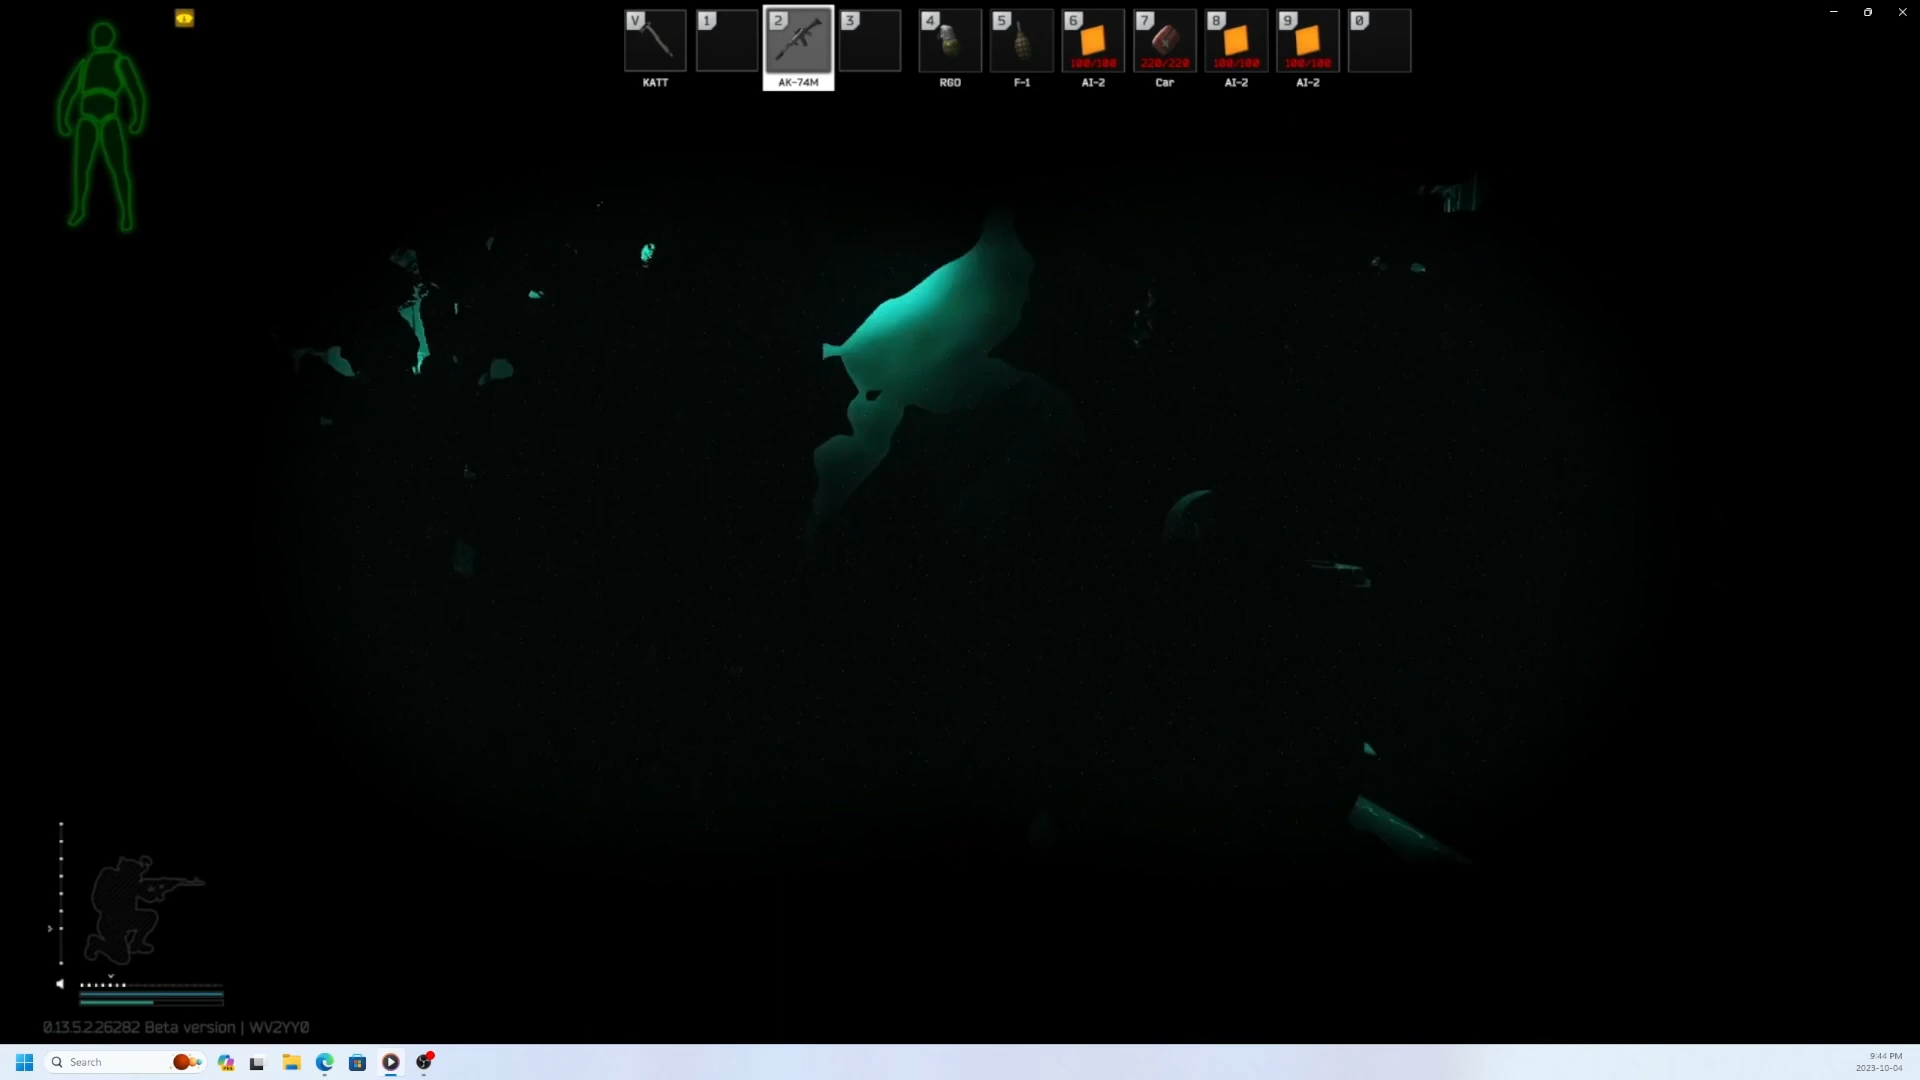 V 1 2 3 4 5 6 7 8 9 0
100/100 220/220 100/100 100/100
KATT AK-74M RGO F-1 AI-2 Car AI-2 AI-2
0.13.5.2.26282 Beta version | WV2YY0
Search
9:44 PM
2023-10-04